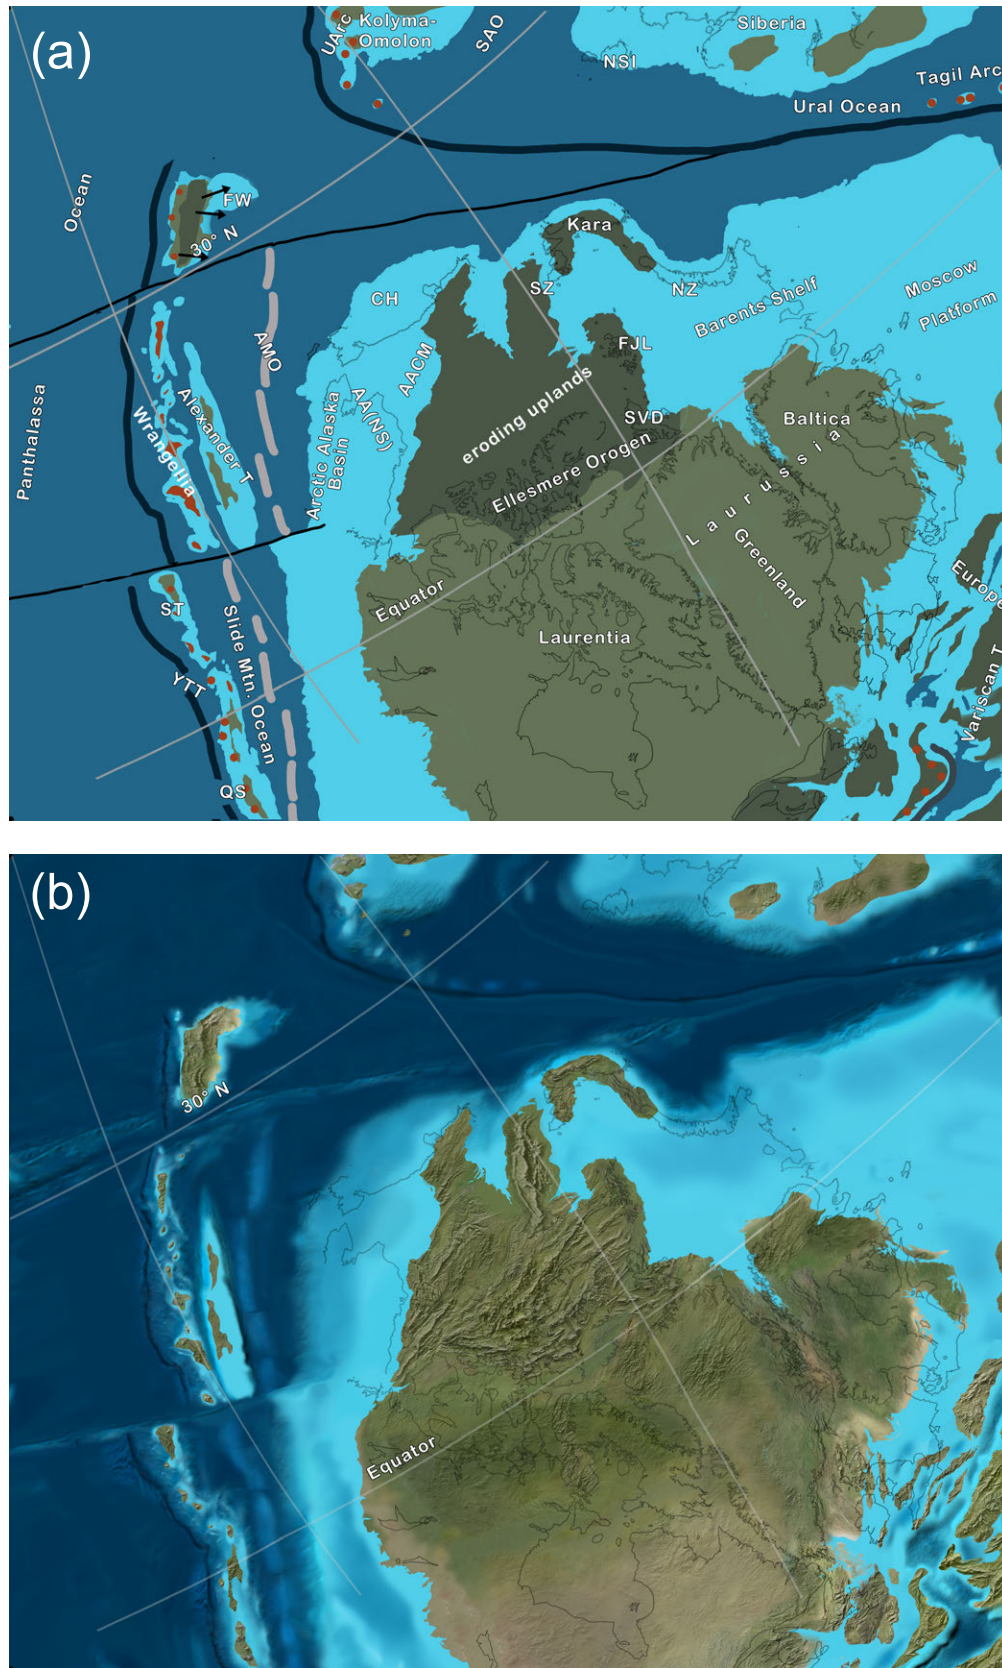 (a)
UArc
Kolyma-
Omolon
SAO
NSI
Siberia
Tagil Arc
Ural Ocean
Ocean
FW
30° N
Kara
CH
SZ
NZ
Barents Shelf
Moscow
Platform
AMO
AACM
FJL
Panthalassa
Wrangellia
Alexander T
Arctic Alaska
Basin
AA(NS)
eroding uplands
SVD
Ellesmere Orogen
Baltica
Laurussia
Greenland
Equator
Laurentia
Europe
ST
YTT
Slide Mtn. Ocean
QS
Variscan T
(b)
30° N
Equator